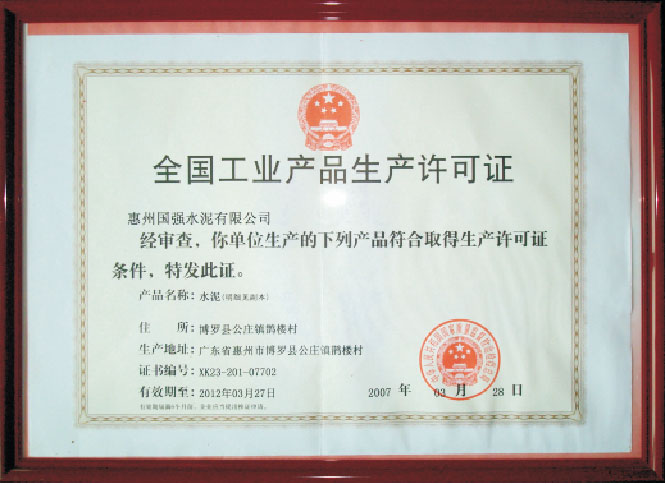 全国工业产品生产许可证
惠州国强水泥有限公司
经审查，你单位生产的下列产品符合取得生产许可证
条件，特发此证。
产品名称：水泥(明细见副本)
住 所：博罗县公庄镇鹊楼村
生产地址：广东省惠州市博罗县公庄镇鹊楼村
证书编号：XK23-201-07702
有效期至：2012年03月27日
2007 年 03 月 28 日